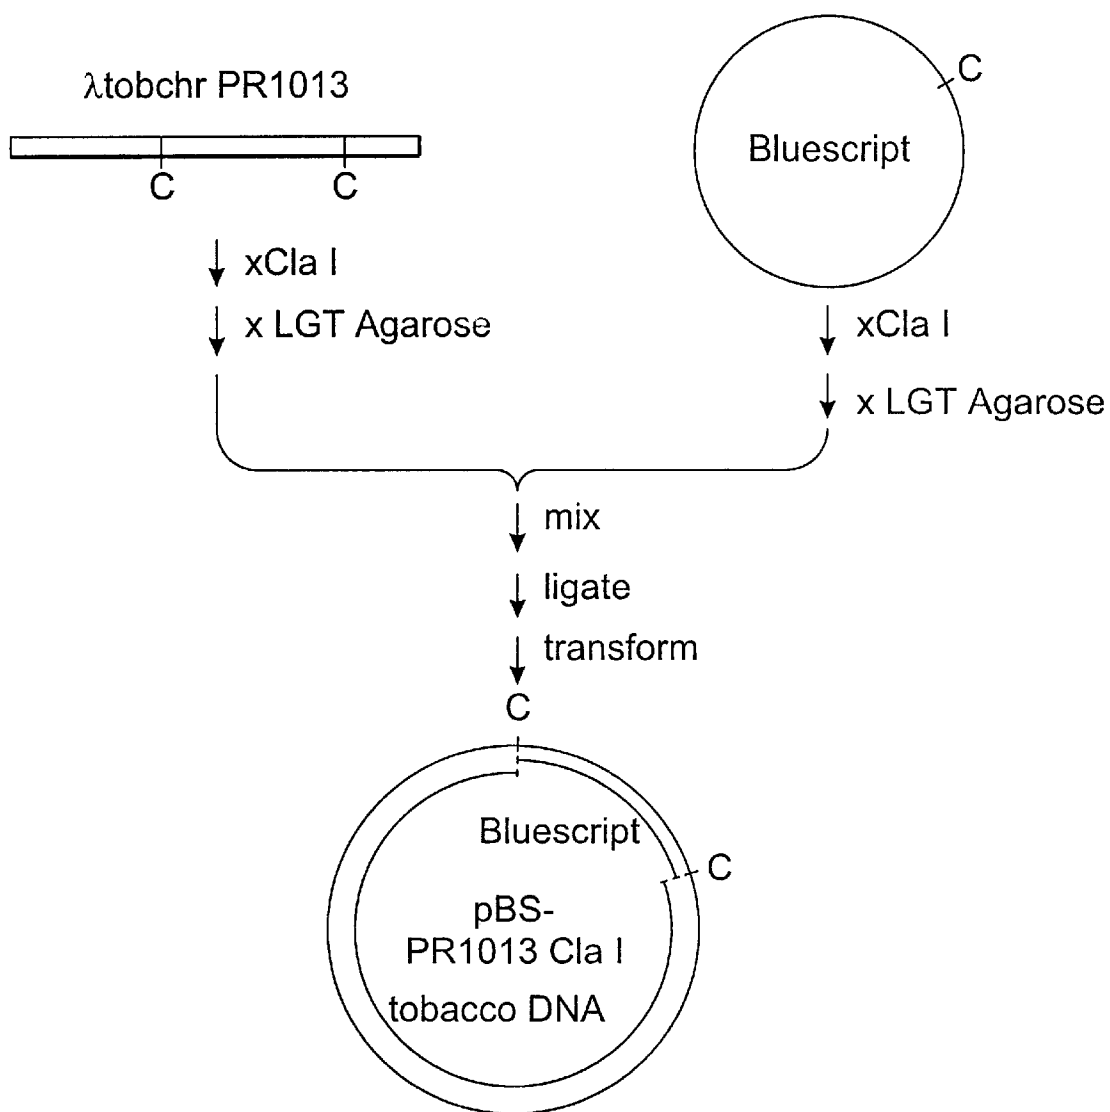 λtobchr PR1013
C
C
xCla I
x LGT Agarose
C
Bluescript
xCla I
x LGT Agarose
mix
ligate
transform
C
Bluescript
C
pBS-
PR1013 Cla I
tobacco DNA